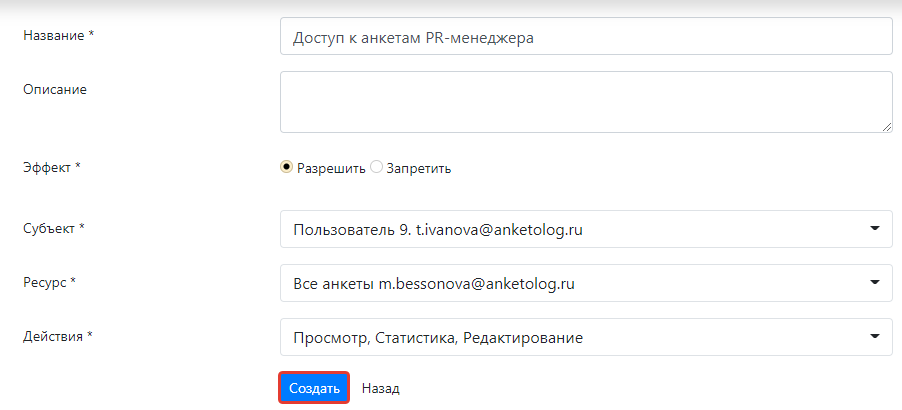 Название * Доступ к анкетам PR-менеджера
Описание
Эффект * Разрешить Запретить
Субъект * Пользователь 9. t.ivanova@anketolog.ru
Ресурс * Все анкеты m.bessonova@anketolog.ru
Действия * Просмотр, Статистика, Редактирование
Создать Назад